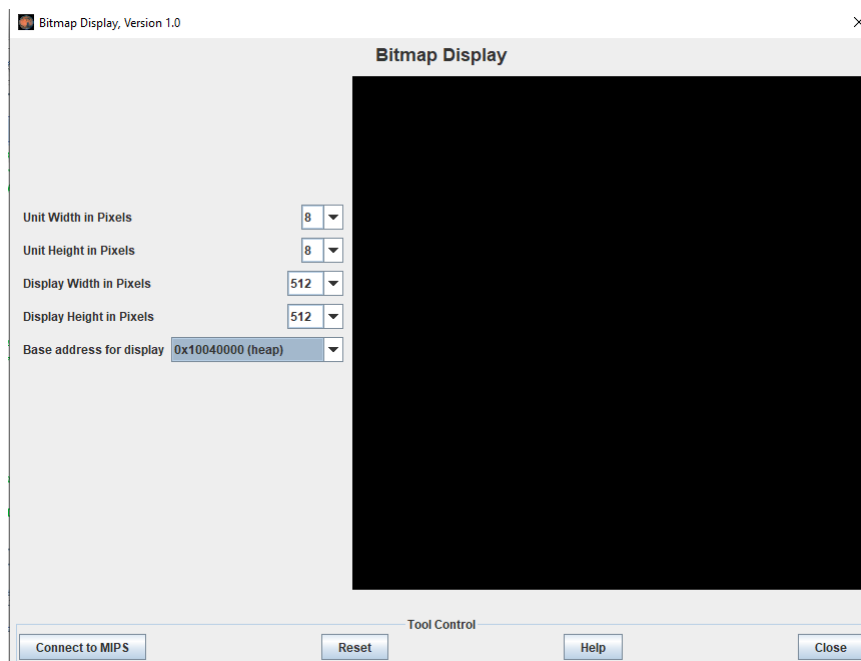 Bitmap Display, Version 1.0
Bitmap Display
Unit Width in Pixels 8
Unit Height in Pixels 8
Display Width in Pixels 512
Display Height in Pixels 512
Base address for display 0x10040000 (heap)
Tool Control
Connect to MIPS Reset Help Close